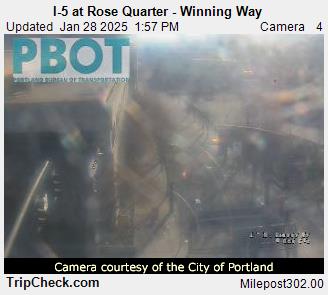 I-5 at Rose Quarter - Winning Way
Updated Jan 28 2025 1:57 PM Camera 4
PBOT
PORTLAND BUREAU OF TRANSPORTATION
Camera courtesy of the City of Portland
TripCheck.com Milepost302.00